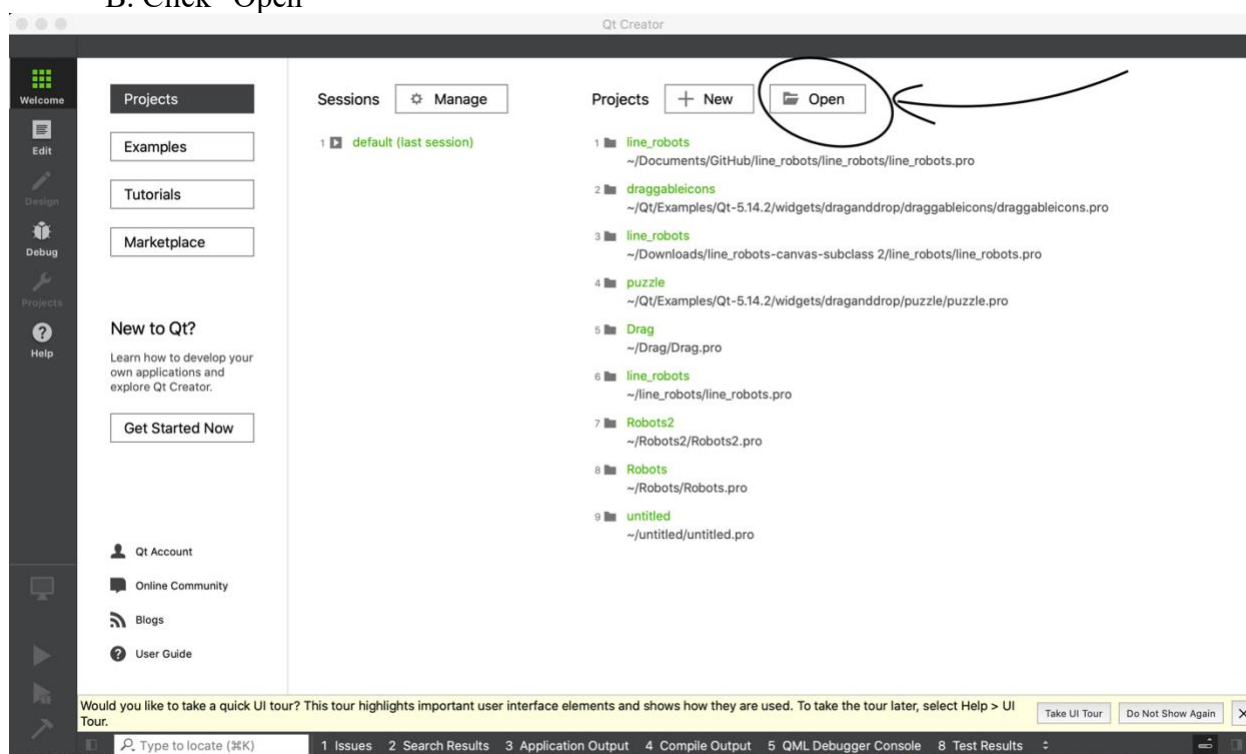 B. Click "Open"
Qt Creator
Welcome
Edit
Design
Debug
Projects
Help
Projects
Examples
Tutorials
Marketplace
New to Qt?
Learn how to develop your
own applications and
explore Qt Creator.
Get Started Now
Qt Account
Online Community
Blogs
User Guide
Sessions Manage
1 default (last session)
Projects + New Open
1 line_robots
~/Documents/GitHub/line_robots/line_robots/line_robots.pro
2 draggableicons
~/Qt/Examples/Qt-5.14.2/widgets/draganddrop/draggableicons/draggableicons.pro
3 line_robots
~/Downloads/line_robots-canvas-subclass 2/line_robots/line_robots.pro
4 puzzle
~/Qt/Examples/Qt-5.14.2/widgets/draganddrop/puzzle/puzzle.pro
5 Drag
~/Drag/Drag.pro
6 line_robots
~/line_robots/line_robots.pro
7 Robots2
~/Robots2/Robots2.pro
8 Robots
~/Robots/Robots.pro
9 untitled
~/untitled/untitled.pro
Would you like to take a quick UI tour? This tour highlights important user interface elements and shows how they are used. To take the tour later, select Help > UI
Tour.
Take UI Tour Do Not Show Again X
Type to locate (⌘K) 1 Issues 2 Search Results 3 Application Output 4 Compile Output 5 QML Debugger Console 8 Test Results